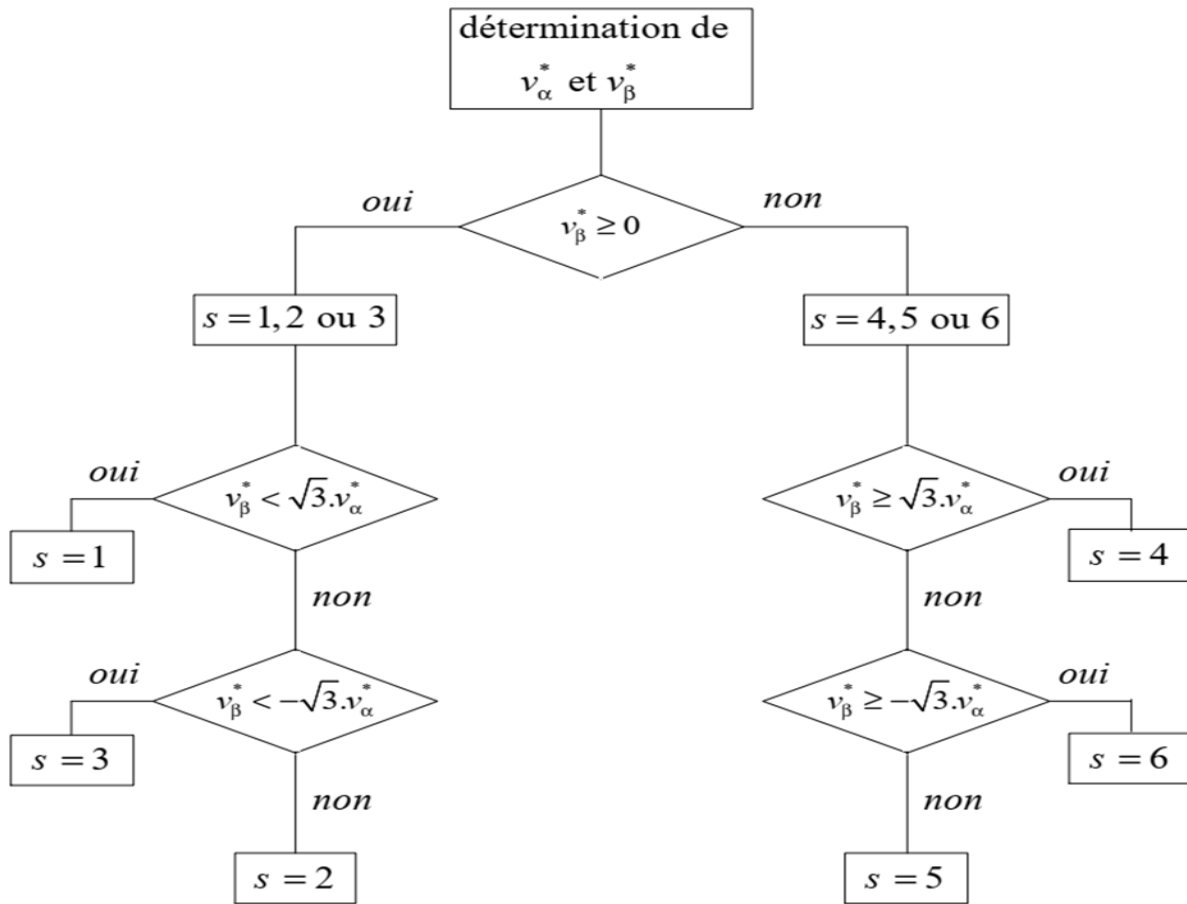 détermination de
v*α et v*β
oui
non
v*β ≥ 0
s = 1, 2 ou 3
s = 4, 5 ou 6
oui
v*β < √3.v*α
v*β ≥ √3.v*α
oui
s = 1
s = 4
non
non
oui
v*β < −√3.v*α
v*β ≥ −√3.v*α
oui
s = 3
s = 6
non
non
s = 2
s = 5